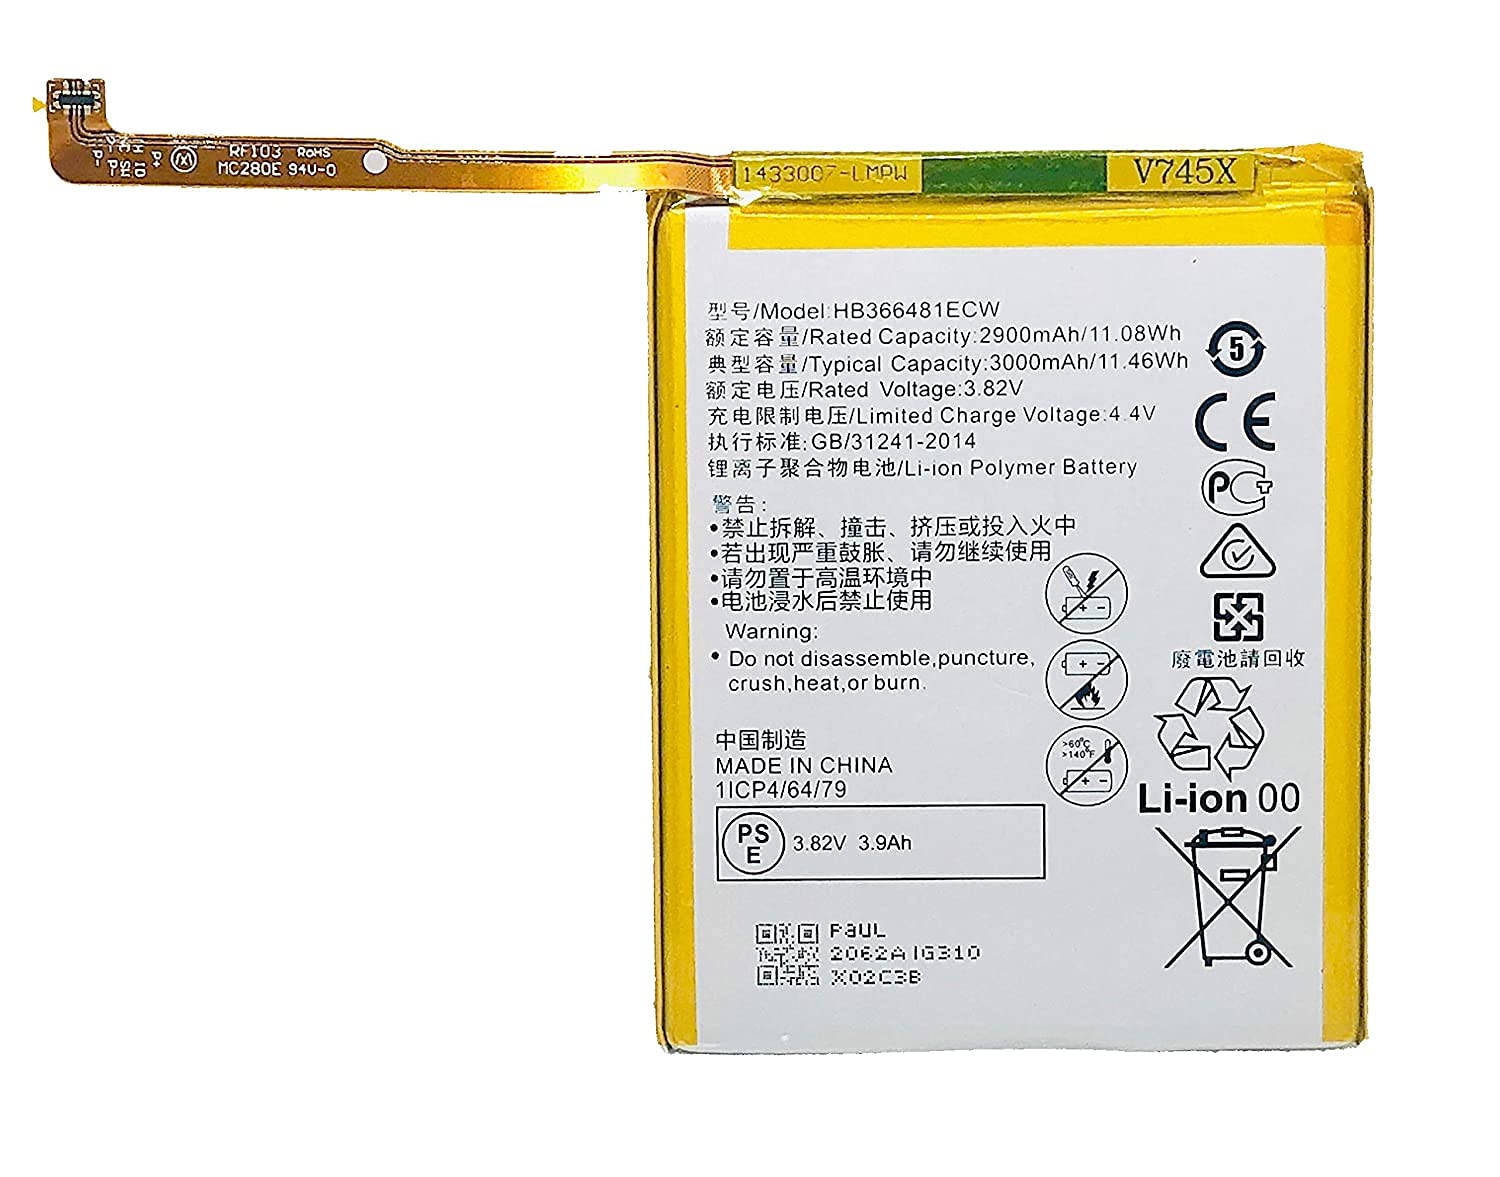 RF103 RoHS
MC280E 94V-0
1433007-LMPW
V745X
型号/Model:HB366481ECW
额定容量/Rated Capacity:2900mAh/11.08Wh
典型容量/Typical Capacity:3000mAh/11.46Wh
额定电压/Rated Voltage:3.82V
充电限制电压/Limited Charge Voltage:4.4V
执行标准:GB/31241-2014
锂离子聚合物电池/Li-ion Polymer Battery
5
CE
警告:
•禁止拆解、撞击、挤压或投入火中
•若出现严重鼓胀、请勿继续使用
•请勿置于高温环境中
•电池浸水后禁止使用
Warning:
• Do not disassemble,puncture,
crush,heat,or burn.
廢電池請回收
>60℃
>140℉
中国制造
MADE IN CHINA
1ICP4/64/79
Li-ion 00
PS
E
3.82V 3.9Ah
PaUL
2062AIG310
X02C3B